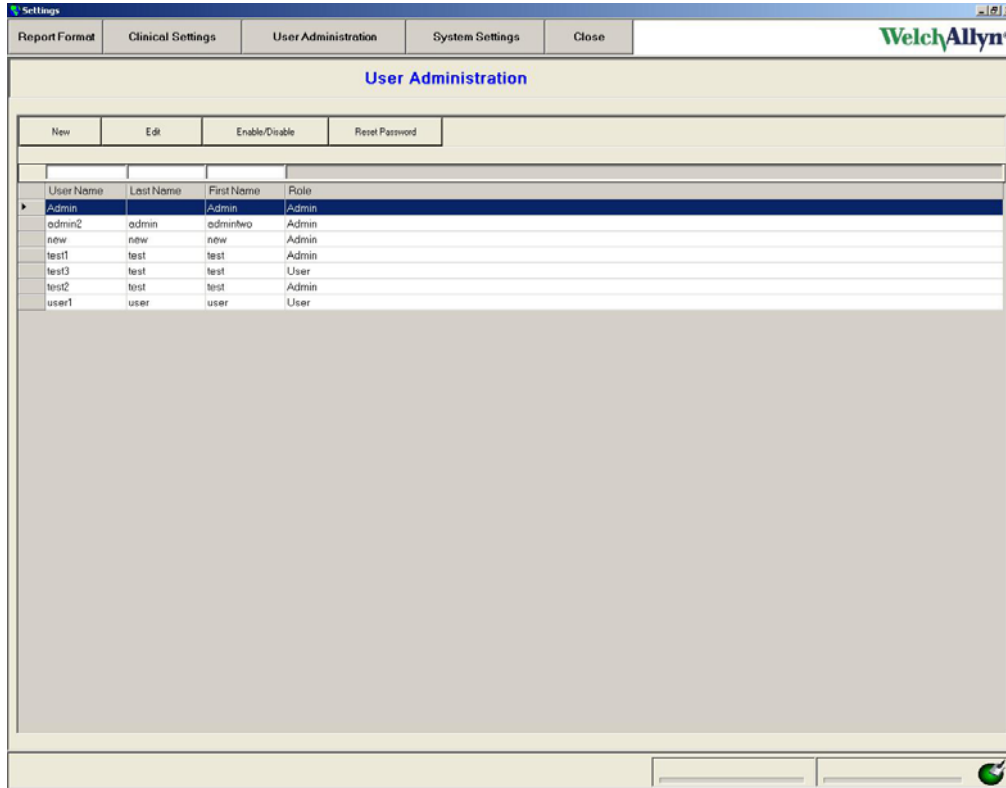 Settings
Report Format Clinical Settings User Administration System Settings Close WelchAllyn®
User Administration
New Edit Enable/Disable Reset Password
User Name Last Name First Name Role
Admin Admin Admin
admin2 admin admintwo Admin
new new new Admin
test1 test test Admin
test3 test test User
test2 test test Admin
user1 user user User